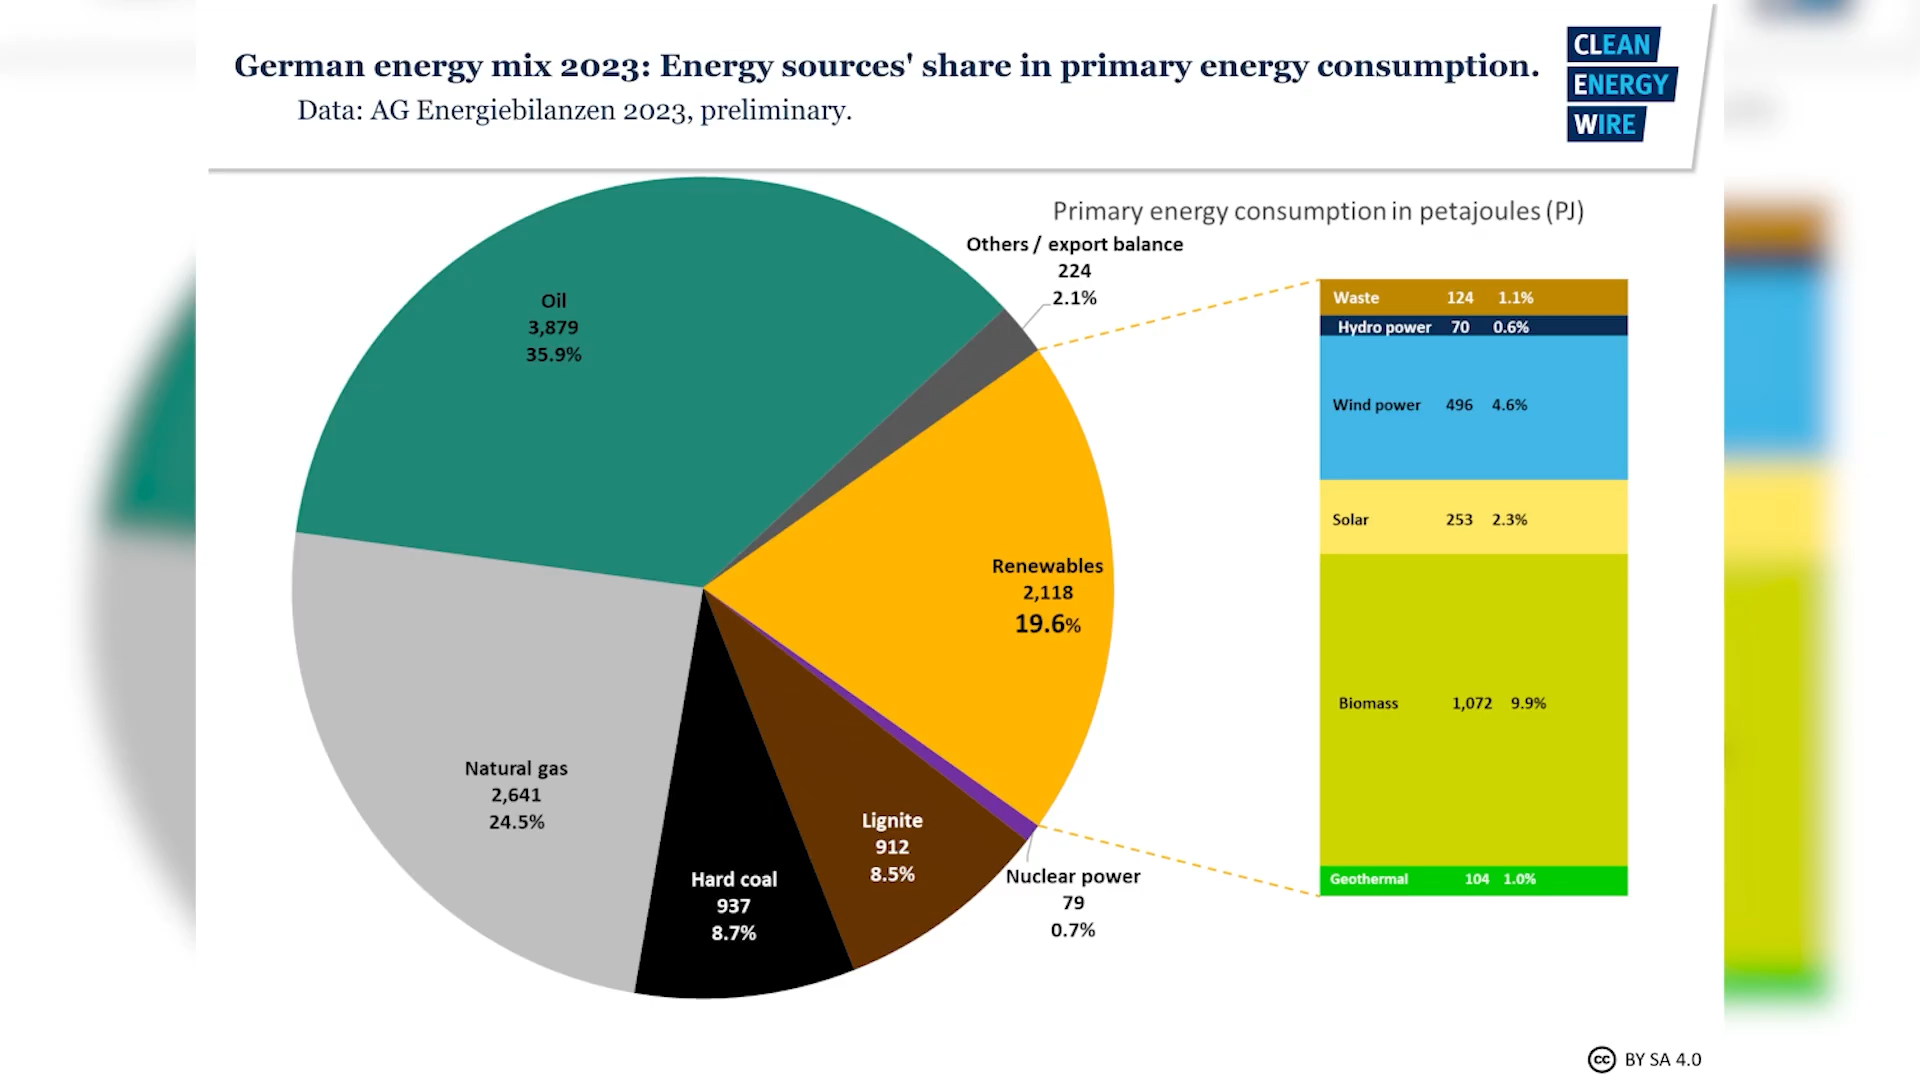 German energy mix 2023: Energy sources' share in primary energy consumption.
Data: AG Energiebilanzen 2023, preliminary.
CLEAN
ENERGY
WIRE
Primary energy consumption in petajoules (PJ)
Others / export balance
224
2.1%
Oil
3,879
35.9%
Renewables
2,118
19.6%
Natural gas
2,641
24.5%
Hard coal
937
8.7%
Lignite
912
8.5%
Nuclear power
79
0.7%
Waste 124 1.1%
Hydro power 70 0.6%
Wind power 496 4.6%
Solar 253 2.3%
Biomass 1,072 9.9%
Geothermal 104 1.0%
cc BY SA 4.0